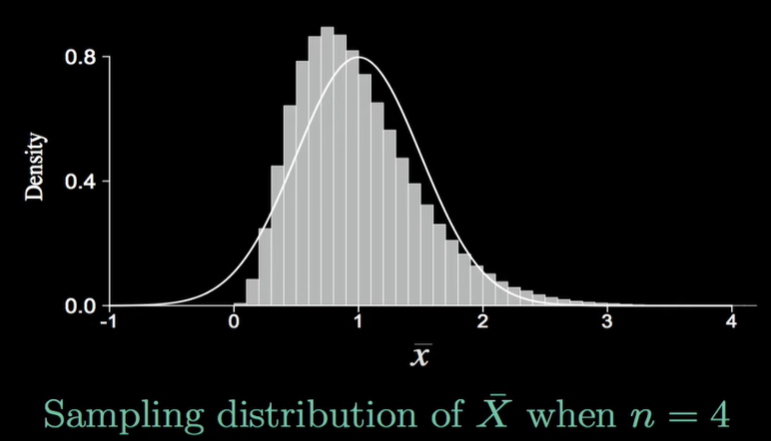 0.8
Density
0.4
0.0
-1 0 1 2 3 4
x̅
Sampling distribution of X̄ when n = 4